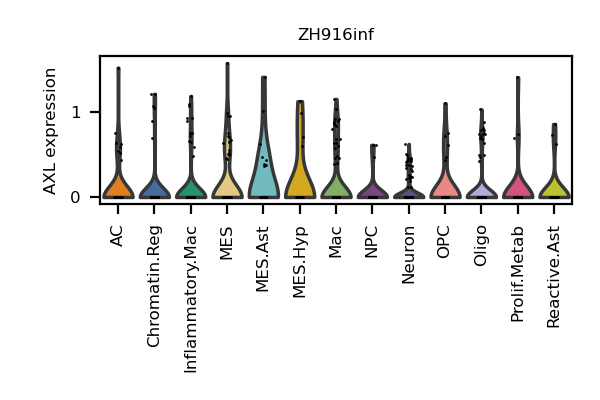 ZH916inf
AXL expression
1
0
AC
Chromatin.Reg
Inflammatory.Mac
MES
MES.Ast
MES.Hyp
Mac
NPC
Neuron
OPC
Oligo
Prolif.Metab
Reactive.Ast